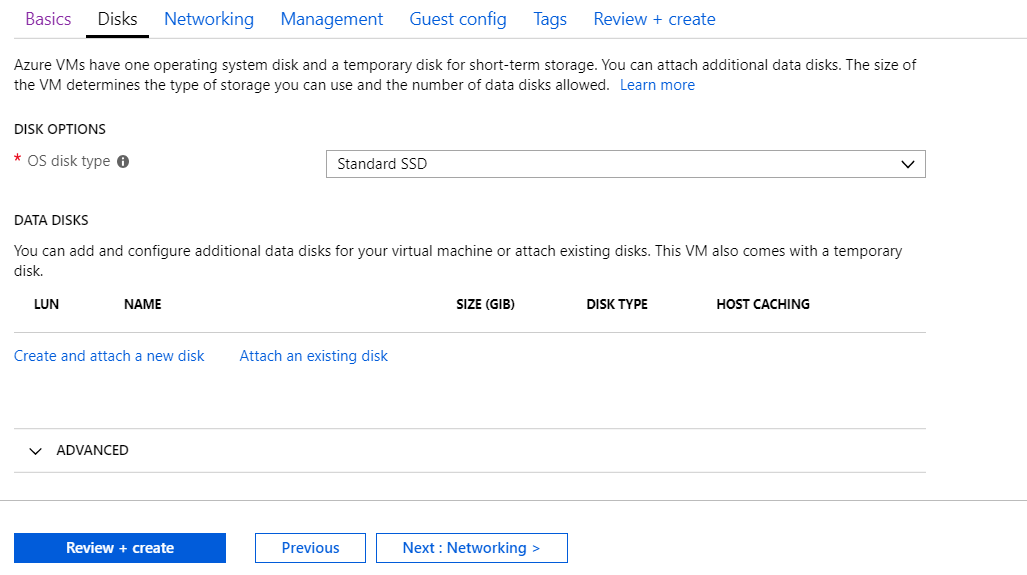 Basics Disks Networking Management Guest config Tags Review + create
Azure VMs have one operating system disk and a temporary disk for short-term storage. You can attach additional data disks. The size of
the VM determines the type of storage you can use and the number of data disks allowed. Learn more
DISK OPTIONS
* OS disk type
Standard SSD
DATA DISKS
You can add and configure additional data disks for your virtual machine or attach existing disks. This VM also comes with a temporary
disk.
LUN NAME SIZE (GIB) DISK TYPE HOST CACHING
Create and attach a new disk Attach an existing disk
ADVANCED
Review + create Previous Next : Networking >